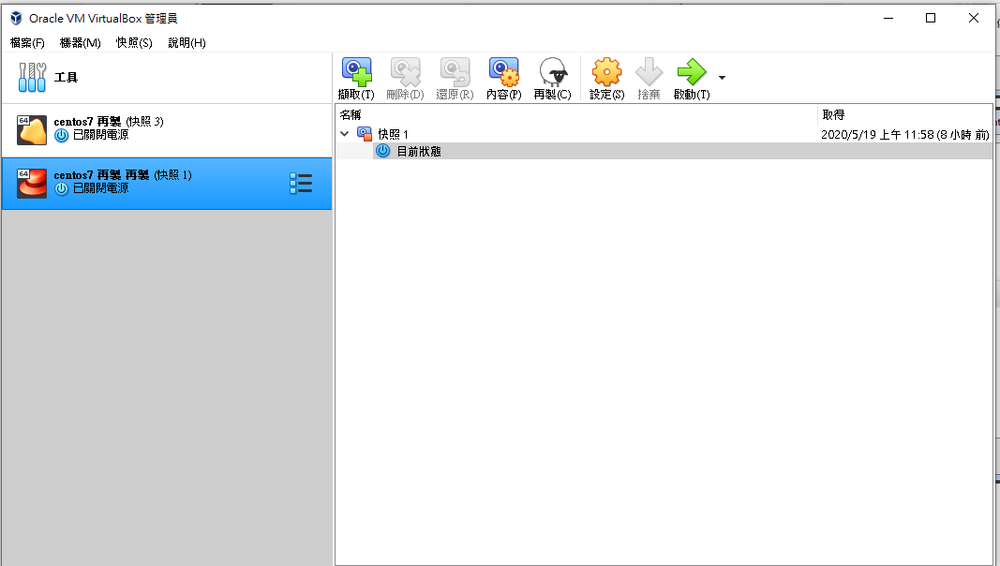 Oracle VM VirtualBox 管理員
檔案(F) 機器(M) 快照(S) 說明(H)
工具
擷取(T) 刪除(D) 還原(R) 內容(P) 再製(C) 設定(S) 捨棄 啟動(T)
64
centos7 再製 (快照 3)
已關閉電源
64
centos7 再製 再製 (快照 1)
已關閉電源
名稱 取得
快照 1 2020/5/19 上午 11:58 (8 小時 前)
目前狀態